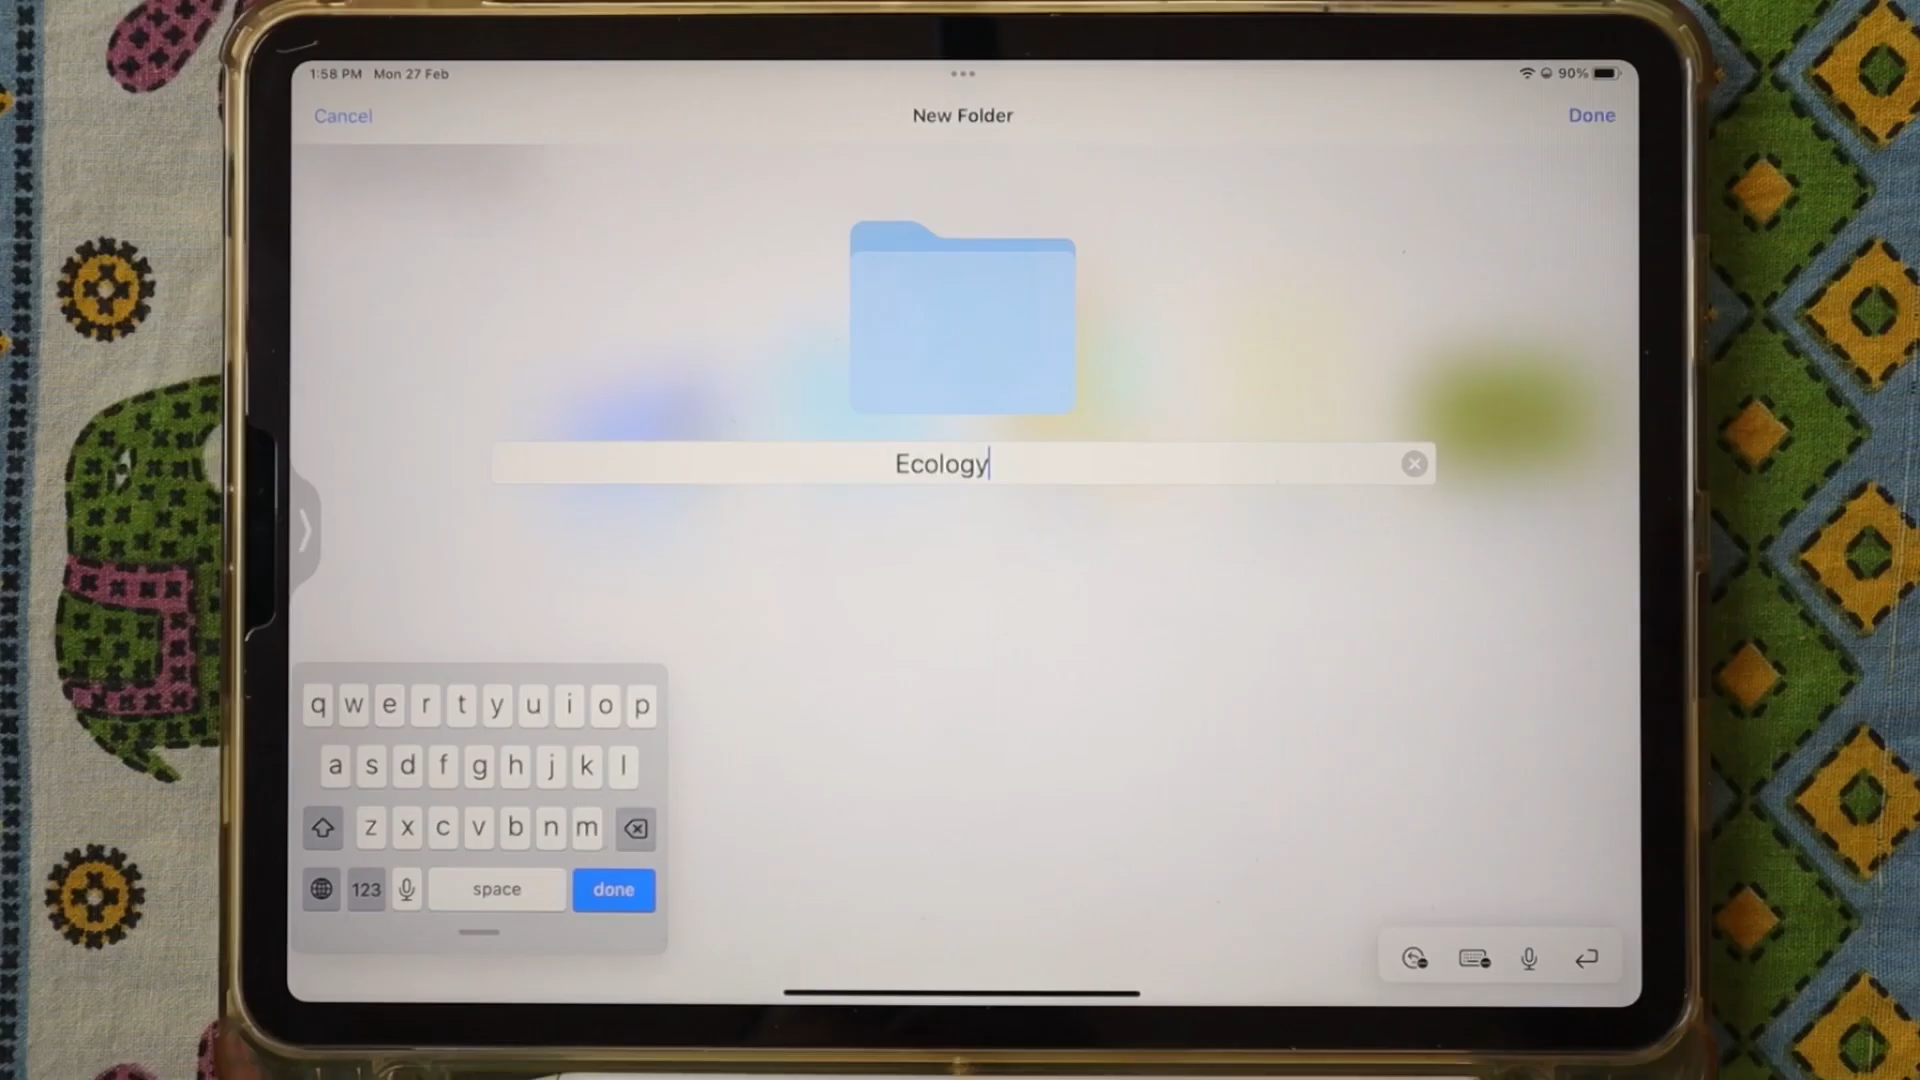 1:58 PM Mon 27 Feb
90%
Cancel
New Folder
Done
Ecology
q w e r t y u i o p
a s d f g h j k l
z x c v b n m
123
space
done